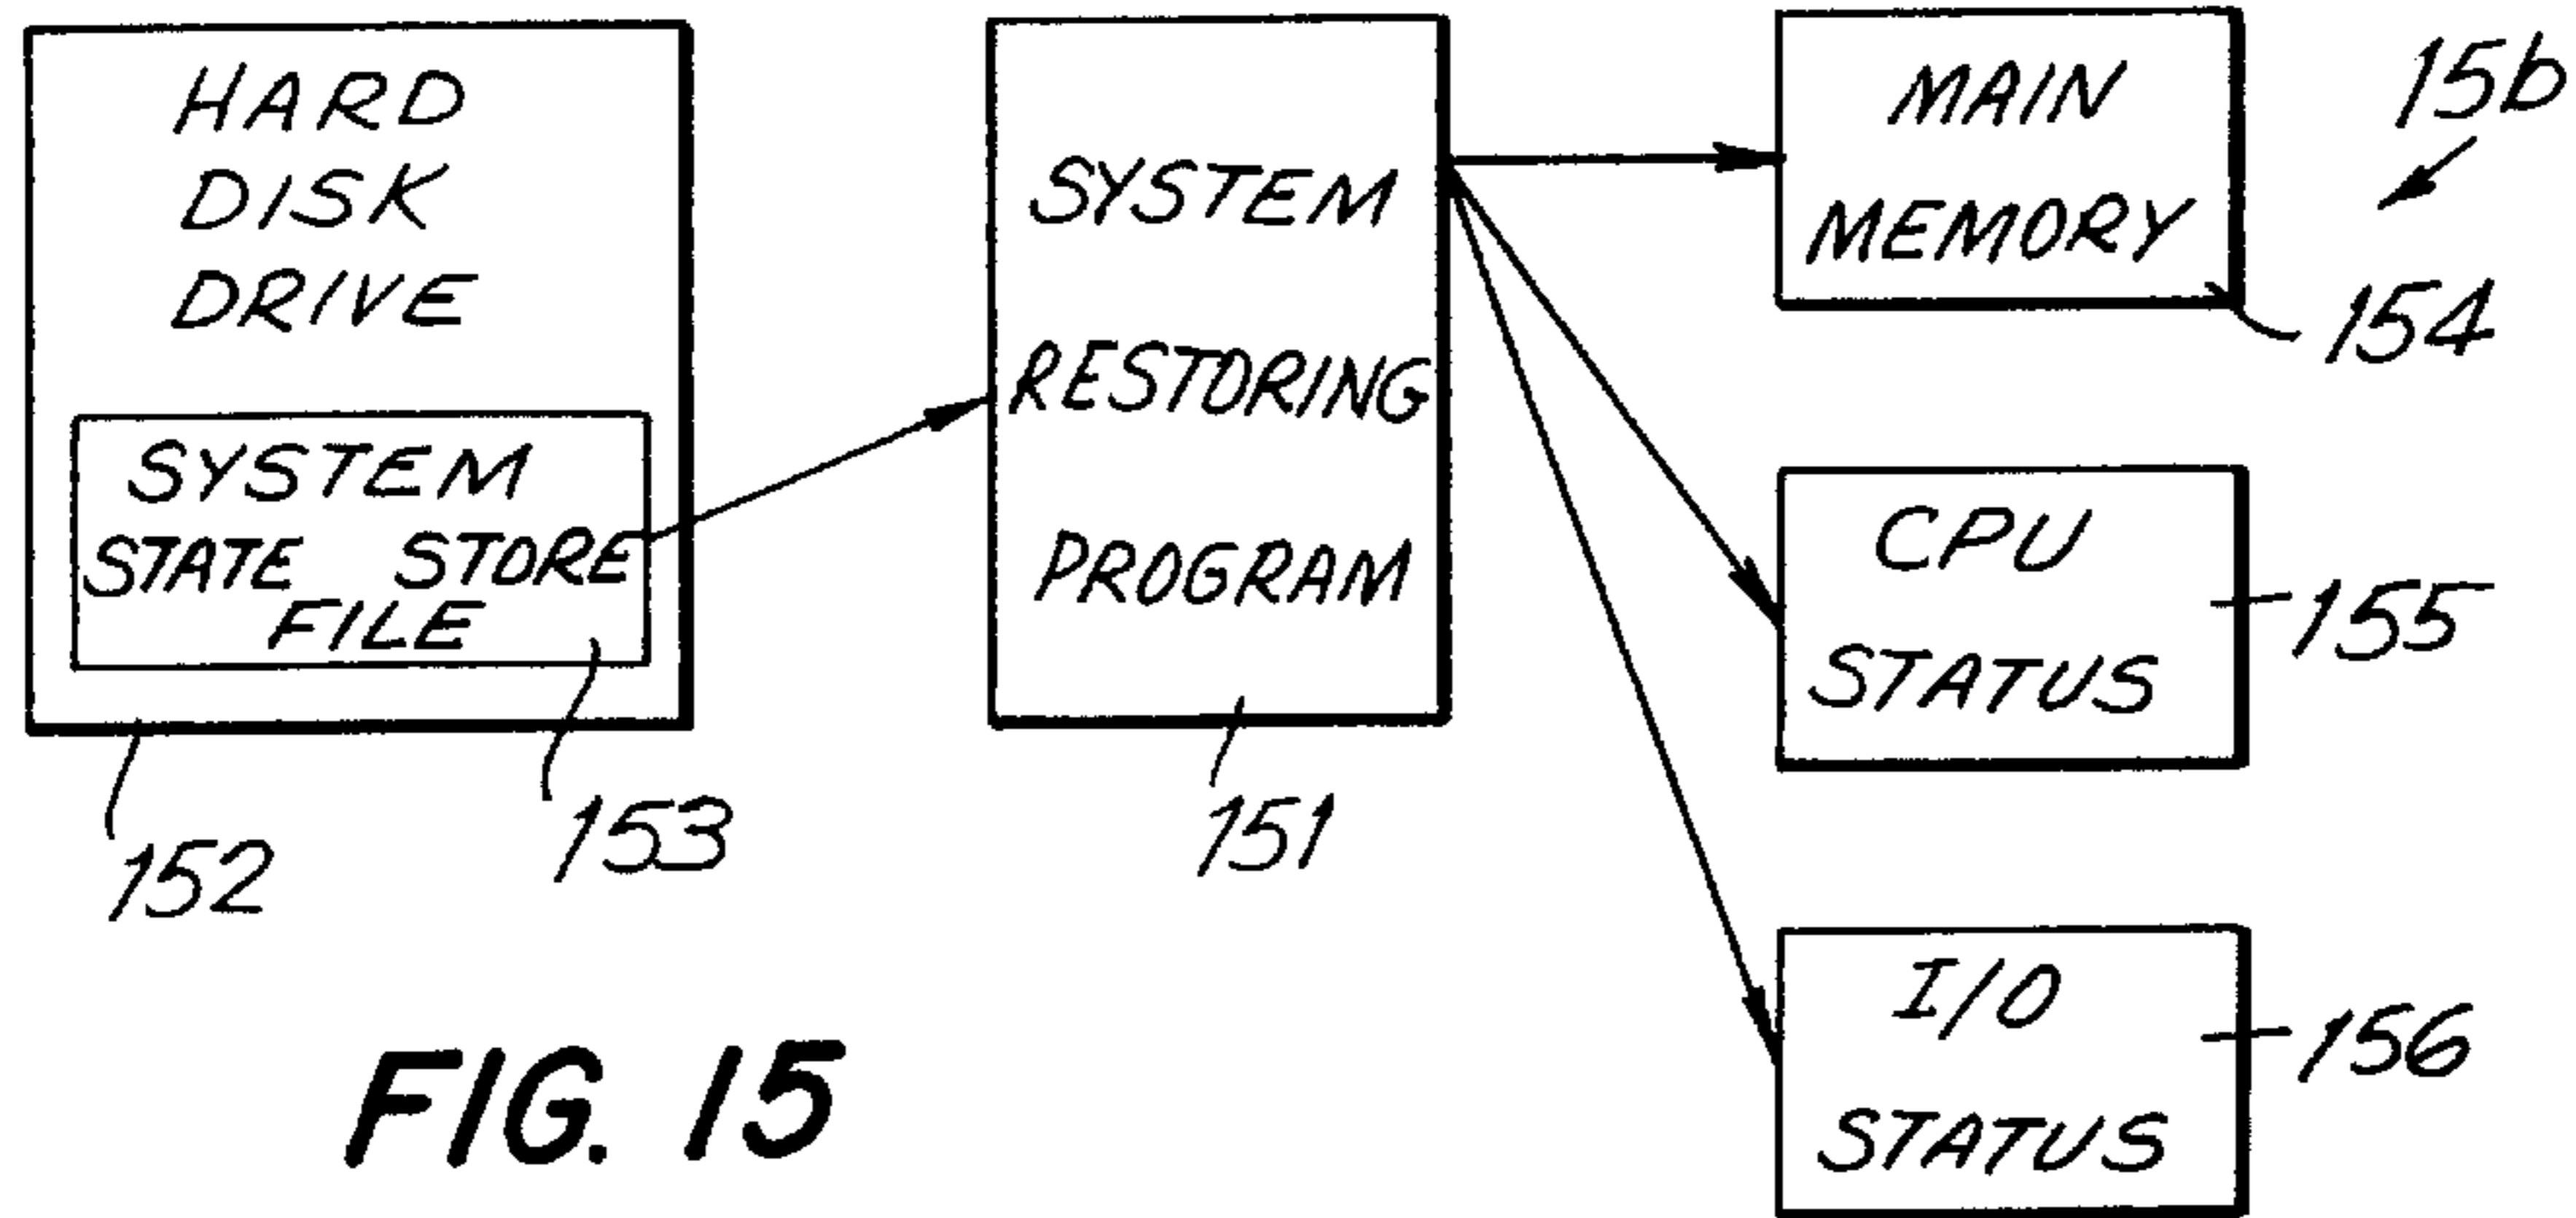 HARD
DISK
DRIVE
SYSTEM
STATE STORE
FILE
152
153
SYSTEM
RESTORING
PROGRAM
151
MAIN
MEMORY
15b
154
CPU
STATUS
155
I/O
STATUS
156
FIG. 15